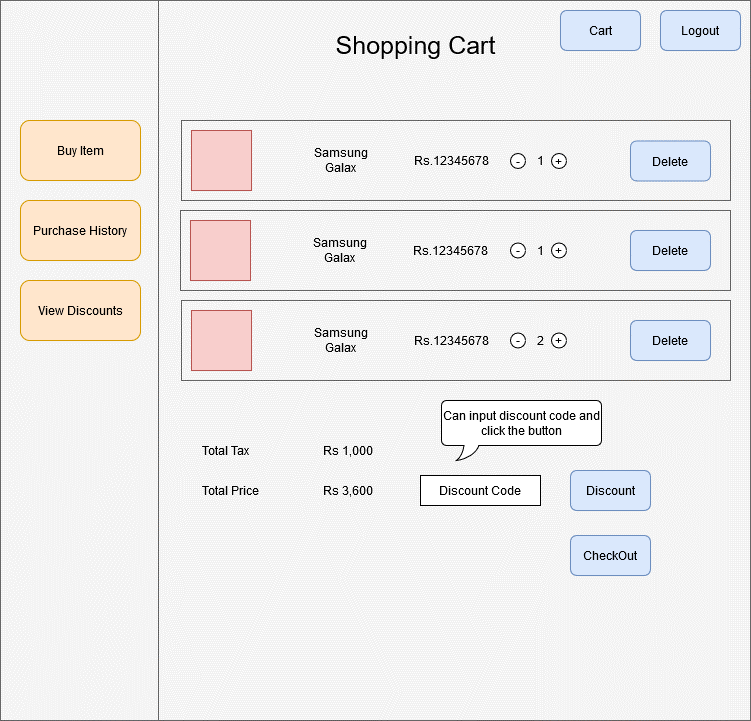 Shopping Cart
Cart
Logout
Buy Item
Purchase History
View Discounts
Samsung
Galax
Rs.12345678
- 1 +
Delete
Samsung
Galax
Rs.12345678
- 1 +
Delete
Samsung
Galax
Rs.12345678
- 2 +
Delete
Can input discount code and
click the button
Total Tax
Rs 1,000
Total Price
Rs 3,600
Discount Code
Discount
CheckOut